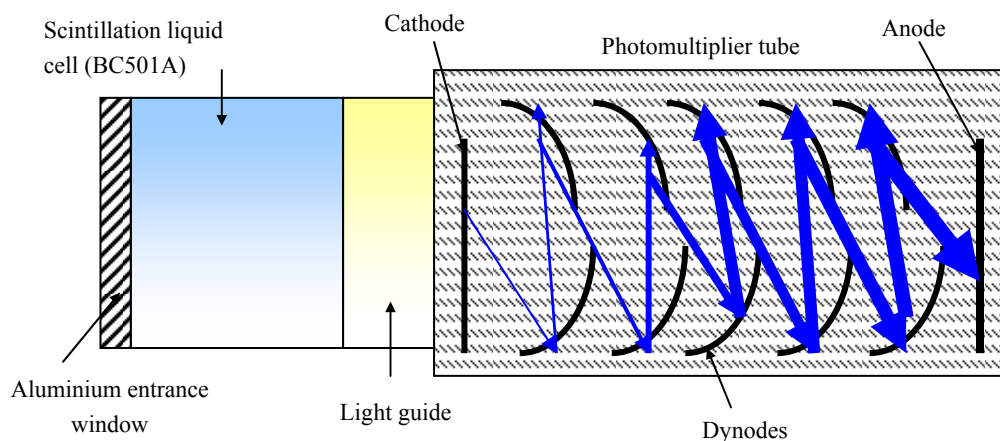 Scintillation liquid
cell (BC501A)
Cathode
Photomultiplier tube
Anode
Aluminium entrance
window
Light guide
Dynodes